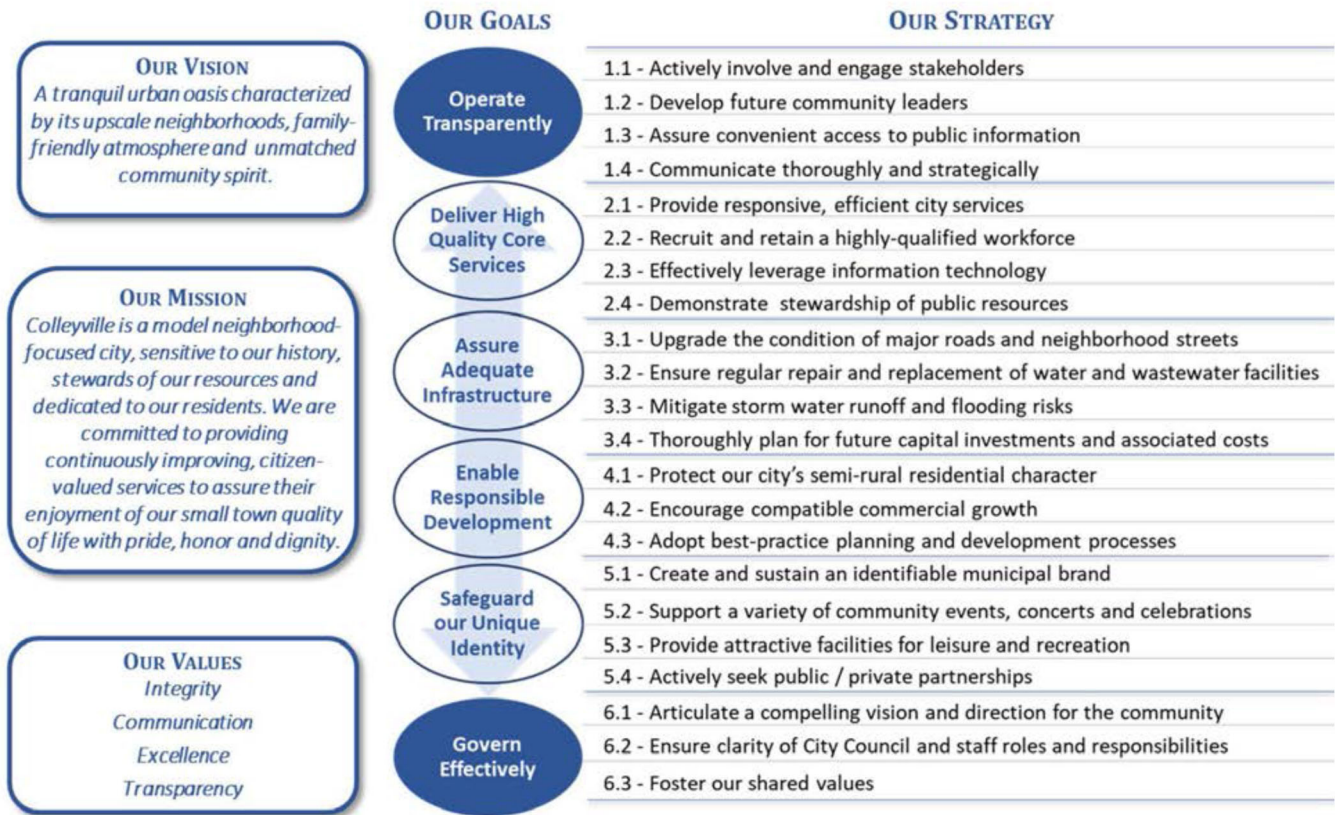 OUR VISION
A tranquil urban oasis characterized
by its upscale neighborhoods, family-
friendly atmosphere and unmatched
community spirit.
OUR MISSION
Colleyville is a model neighborhood-
focused city, sensitive to our history,
stewards of our resources and
dedicated to our residents. We are
committed to providing
continuously improving, citizen-
valued services to assure their
enjoyment of our small town quality
of life with pride, honor and dignity.
OUR VALUES
Integrity
Communication
Excellence
Transparency
OUR GOALS
Operate
Transparently
Deliver High
Quality Core
Services
Assure
Adequate
Infrastructure
Enable
Responsible
Development
Safeguard
our Unique
Identity
Govern
Effectively
OUR STRATEGY
1.1 - Actively involve and engage stakeholders
1.2 - Develop future community leaders
1.3 - Assure convenient access to public information
1.4 - Communicate thoroughly and strategically
2.1 - Provide responsive, efficient city services
2.2 - Recruit and retain a highly-qualified workforce
2.3 - Effectively leverage information technology
2.4 - Demonstrate stewardship of public resources
3.1 - Upgrade the condition of major roads and neighborhood streets
3.2 - Ensure regular repair and replacement of water and wastewater facilities
3.3 - Mitigate storm water runoff and flooding risks
3.4 - Thoroughly plan for future capital investments and associated costs
4.1 - Protect our city's semi-rural residential character
4.2 - Encourage compatible commercial growth
4.3 - Adopt best-practice planning and development processes
5.1 - Create and sustain an identifiable municipal brand
5.2 - Support a variety of community events, concerts and celebrations
5.3 - Provide attractive facilities for leisure and recreation
5.4 - Actively seek public / private partnerships
6.1 - Articulate a compelling vision and direction for the community
6.2 - Ensure clarity of City Council and staff roles and responsibilities
6.3 - Foster our shared values